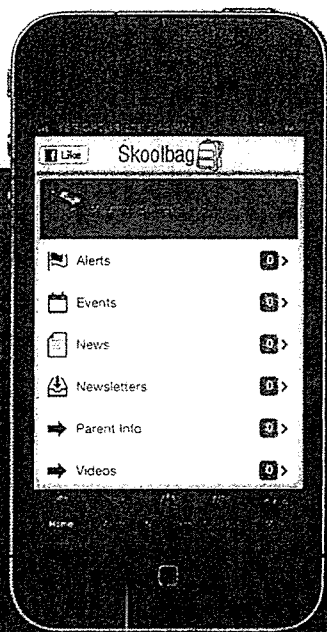 Like
Skoolbag
Alerts 0
Events 0
News 0
Newsletters 0
Parent Info 0
Videos 0
Home